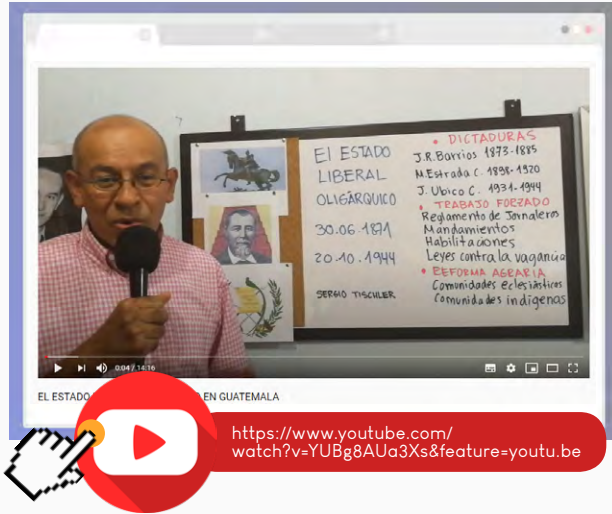 El ESTADO
LIBERAL
OLIGÁRQUICO
30.06.1871
20.10.1944
SERGIO TISCHLER
• DICTADURAS
J.R.Barrios 1873-1885
M.Estrada C. 1898-1920
J. Ubico C. 1931-1944
• TRABAJO FORZADO
Reglamento de Jornaleros
Mandamientos
Habilitaciones
Leyes contra la vagancia
• REFORMA AGRARIA
Comunidades eclesiásticas
Comunidades indígenas
0:04 / 14:16
EL ESTADO EN GUATEMALA
https://www.youtube.com/
watch?v=YUBg8AUa3Xs&feature=youtu.be